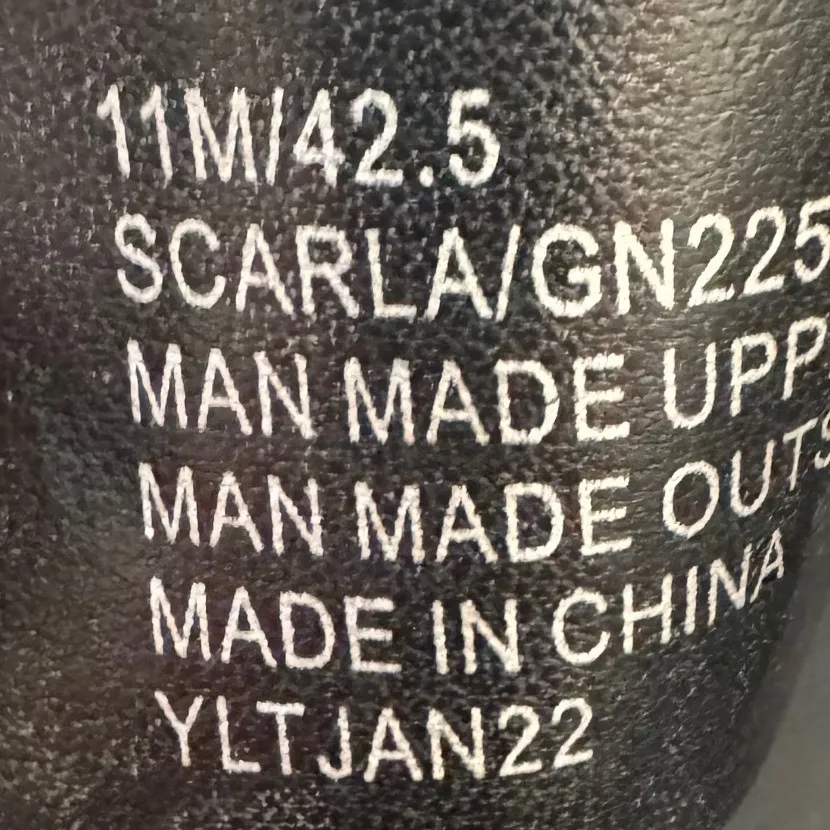 11M/42.5
SCARLA/GN225
MAN MADE UPP
MAN MADE OUTS
MADE IN CHINA
YLTJAN22